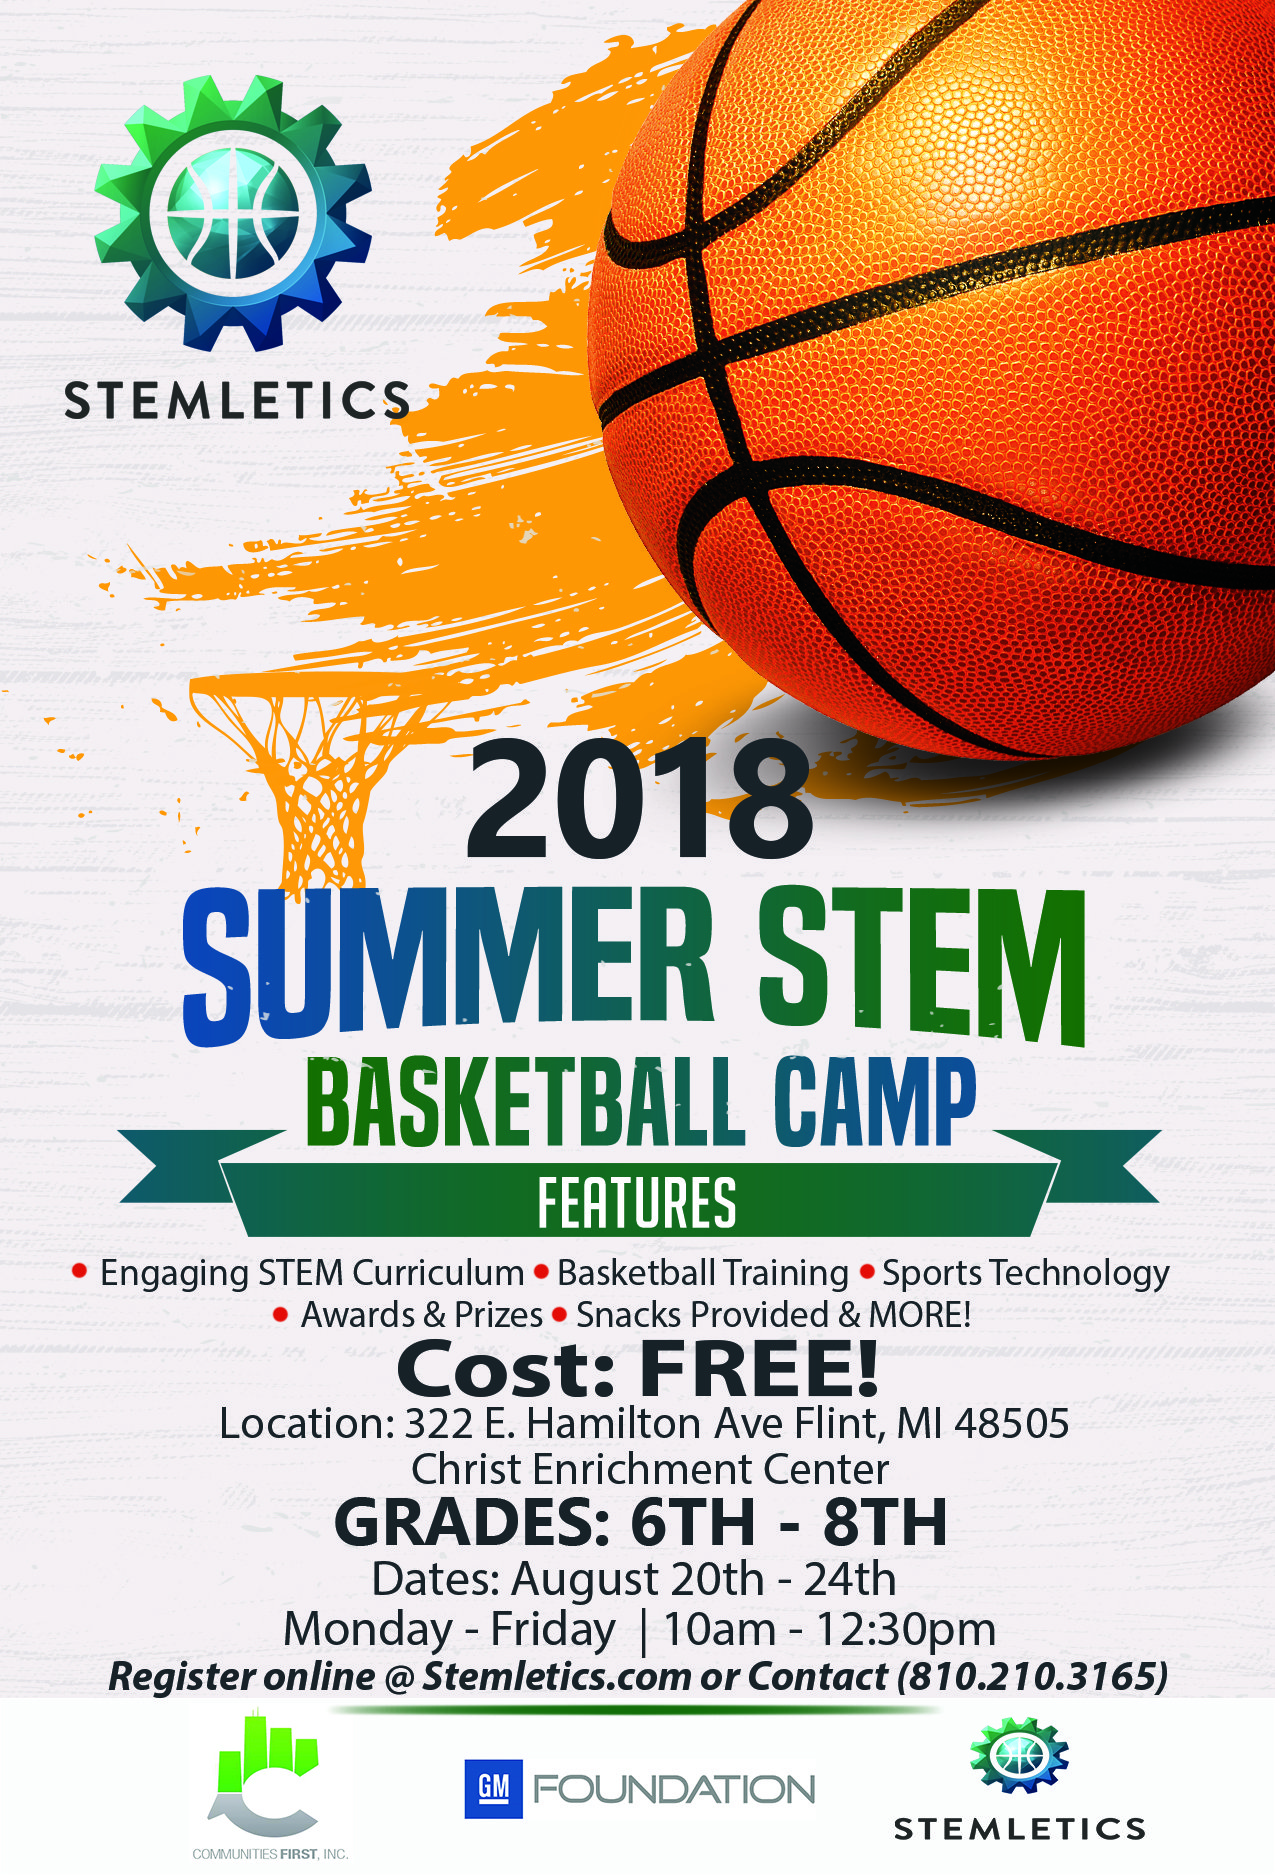 STEMLETICS
2018
SUMMER STEM
BASKETBALL CAMP
FEATURES
• Engaging STEM Curriculum • Basketball Training • Sports Technology
• Awards & Prizes • Snacks Provided & MORE!
Cost: FREE!
Location: 322 E. Hamilton Ave Flint, MI 48505
Christ Enrichment Center
GRADES: 6TH - 8TH
Dates: August 20th - 24th
Monday - Friday | 10am - 12:30pm
Register online @ Stemletics.com or Contact (810.210.3165)
GM FOUNDATION
STEMLETICS
COMMUNITIES FIRST, INC.